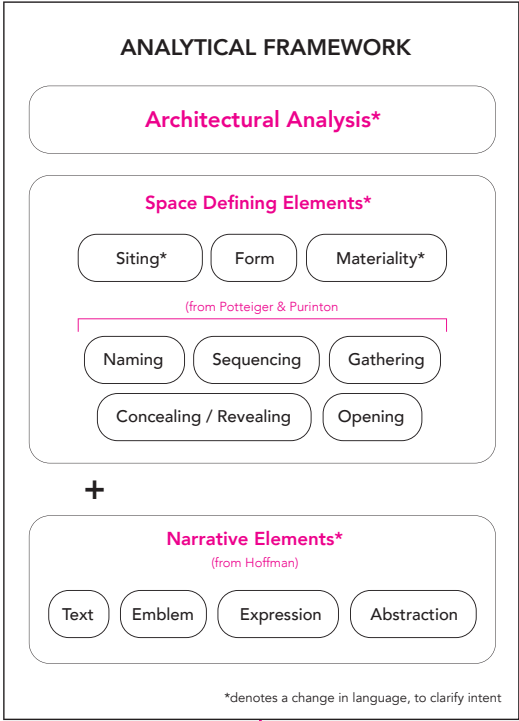 ANALYTICAL FRAMEWORK
Architectural Analysis*
Space Defining Elements*
Siting* Form Materiality*
(from Potteiger & Purinton
Naming Sequencing Gathering
Concealing / Revealing Opening
+
Narrative Elements*
(from Hoffman)
Text Emblem Expression Abstraction
*denotes a change in language, to clarify intent